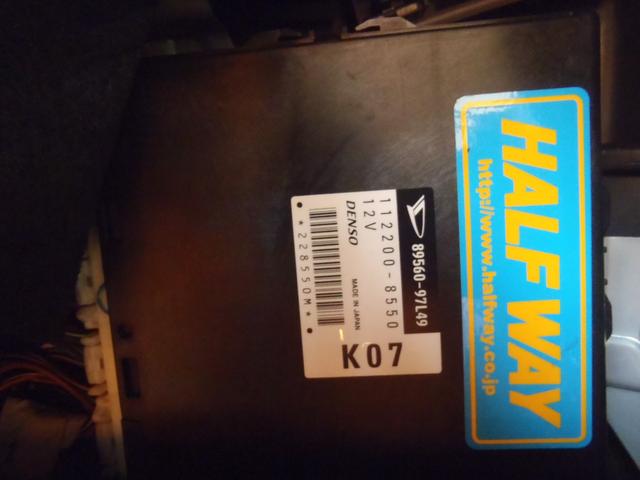 89560-97L49
112200-8550
12V
DENSO
MADE IN JAPAN
*228550M*
K07
HALF WAY
http://www.halfway.co.jp